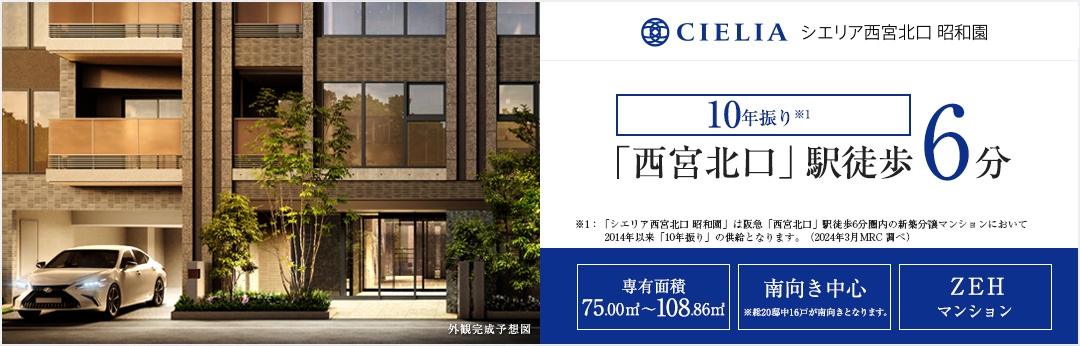 CIELIA シエリア西宮北口 昭和園
10年振り※1
「西宮北口」駅徒歩6分
※1：「シエリア西宮北口 昭和園」は阪急「西宮北口」駅徒歩6分圏内の新築分譲マンションにおいて
2014年以来「10年振り」の供給となります。（2024年3月MRC 調べ）
専有面積
75.00㎡～108.86㎡
南向き中心
※総20邸中16戸が南向きとなります。
ZEH
マンション
外観完成予想図